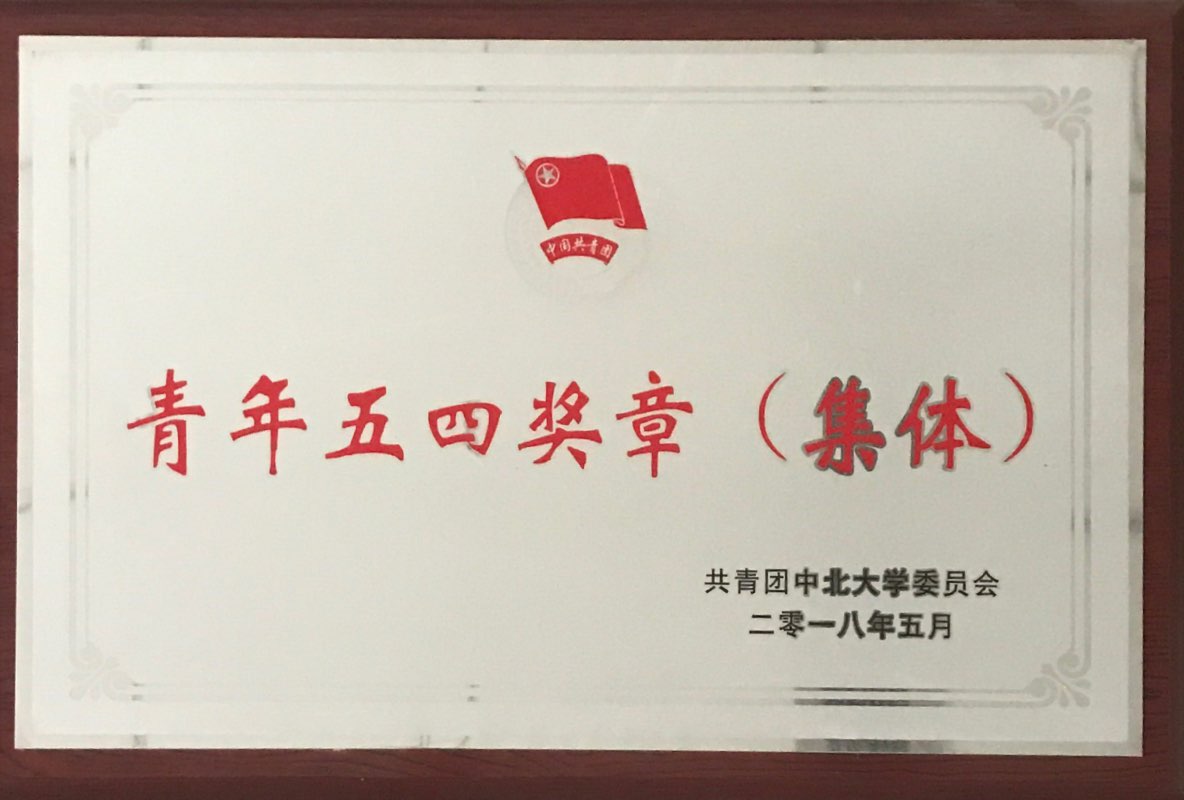 中国共青团
青年五四奖章（集体）
共青团中北大学委员会
二零一八年五月